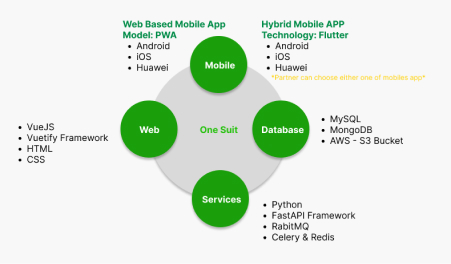 Web Based Mobile App
Model: PWA
• Android
• iOS
• Huawei
Hybrid Mobile APP
Technology: Flutter
• Android
• iOS
• Huawei
*Partner can choose either one of mobiles app*
Mobile
Web
One Suit
Database
Services
• VueJS
• Vuetify Framework
• HTML
• CSS
• MySQL
• MongoDB
• AWS - S3 Bucket
• Python
• FastAPI Framework
• RabitMQ
• Celery & Redis